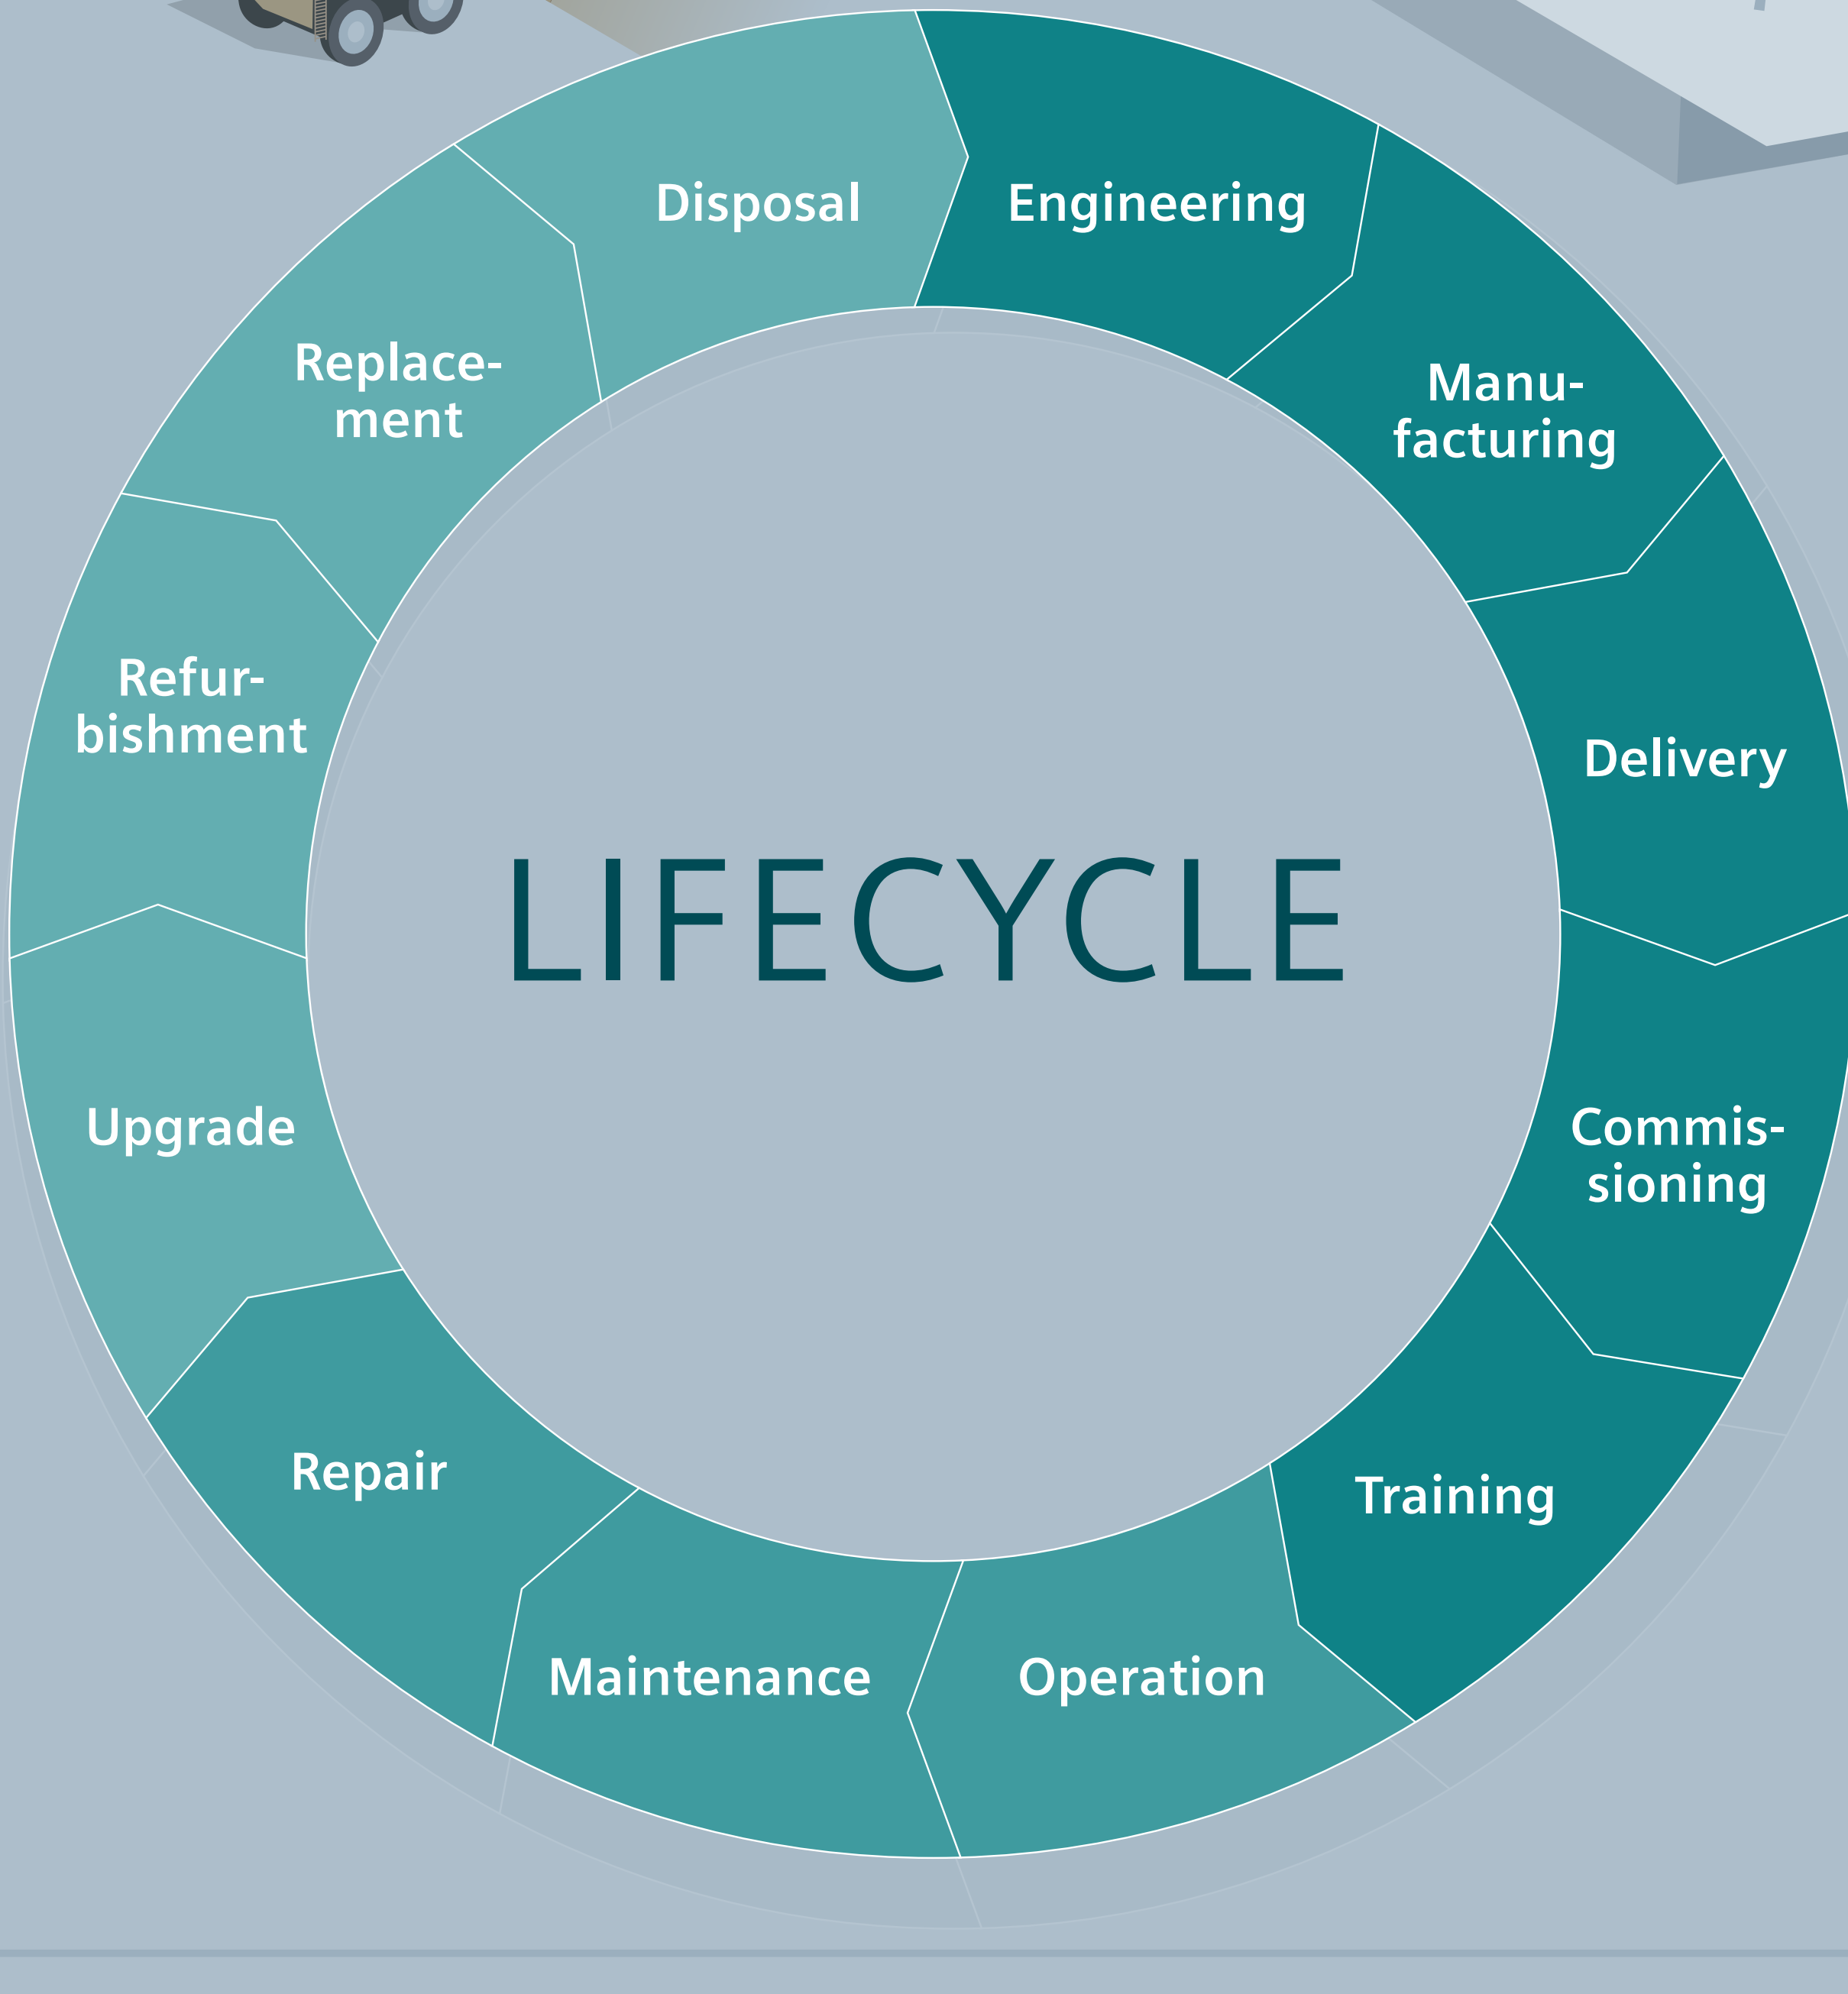 Disposal
Engineering
Replace-
ment
Manu-
facturing
Refur-
bishment
Delivery
LIFECYCLE
Upgrade
Commis-
sioning
Repair
Training
Maintenance
Operation